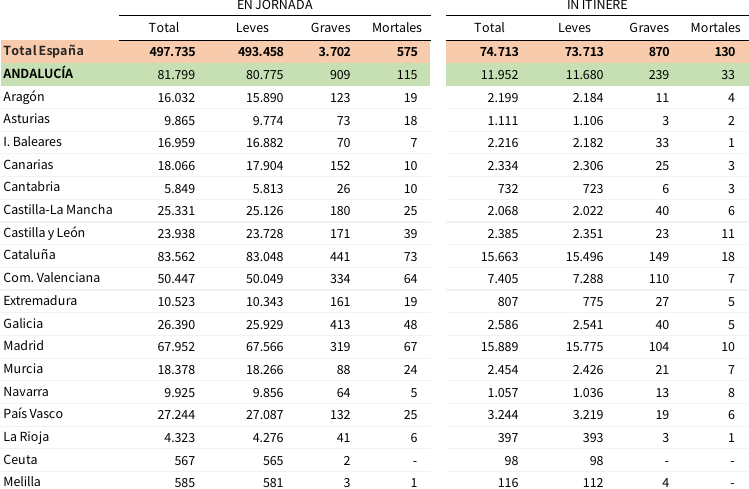 EN JORNADA IN ITINERE
Total Leves Graves Mortales Total Leves Graves Mortales
Total España 497.735 493.458 3.702 575 74.713 73.713 870 130
ANDALUCÍA 81.799 80.775 909 115 11.952 11.680 239 33
Aragón 16.032 15.890 123 19 2.199 2.184 11 4
Asturias 9.865 9.774 73 18 1.111 1.106 3 2
I. Baleares 16.959 16.882 70 7 2.216 2.182 33 1
Canarias 18.066 17.904 152 10 2.334 2.306 25 3
Cantabria 5.849 5.813 26 10 732 723 6 3
Castilla-La Mancha 25.331 25.126 180 25 2.068 2.022 40 6
Castilla y León 23.938 23.728 171 39 2.385 2.351 23 11
Cataluña 83.562 83.048 441 73 15.663 15.496 149 18
Com. Valenciana 50.447 50.049 334 64 7.405 7.288 110 7
Extremadura 10.523 10.343 161 19 807 775 27 5
Galicia 26.390 25.929 413 48 2.586 2.541 40 5
Madrid 67.952 67.566 319 67 15.889 15.775 104 10
Murcia 18.378 18.266 88 24 2.454 2.426 21 7
Navarra 9.925 9.856 64 5 1.057 1.036 13 8
País Vasco 27.244 27.087 132 25 3.244 3.219 19 6
La Rioja 4.323 4.276 41 6 397 393 3 1
Ceuta 567 565 2 - 98 98 - -
Melilla 585 581 3 1 116 112 4 -